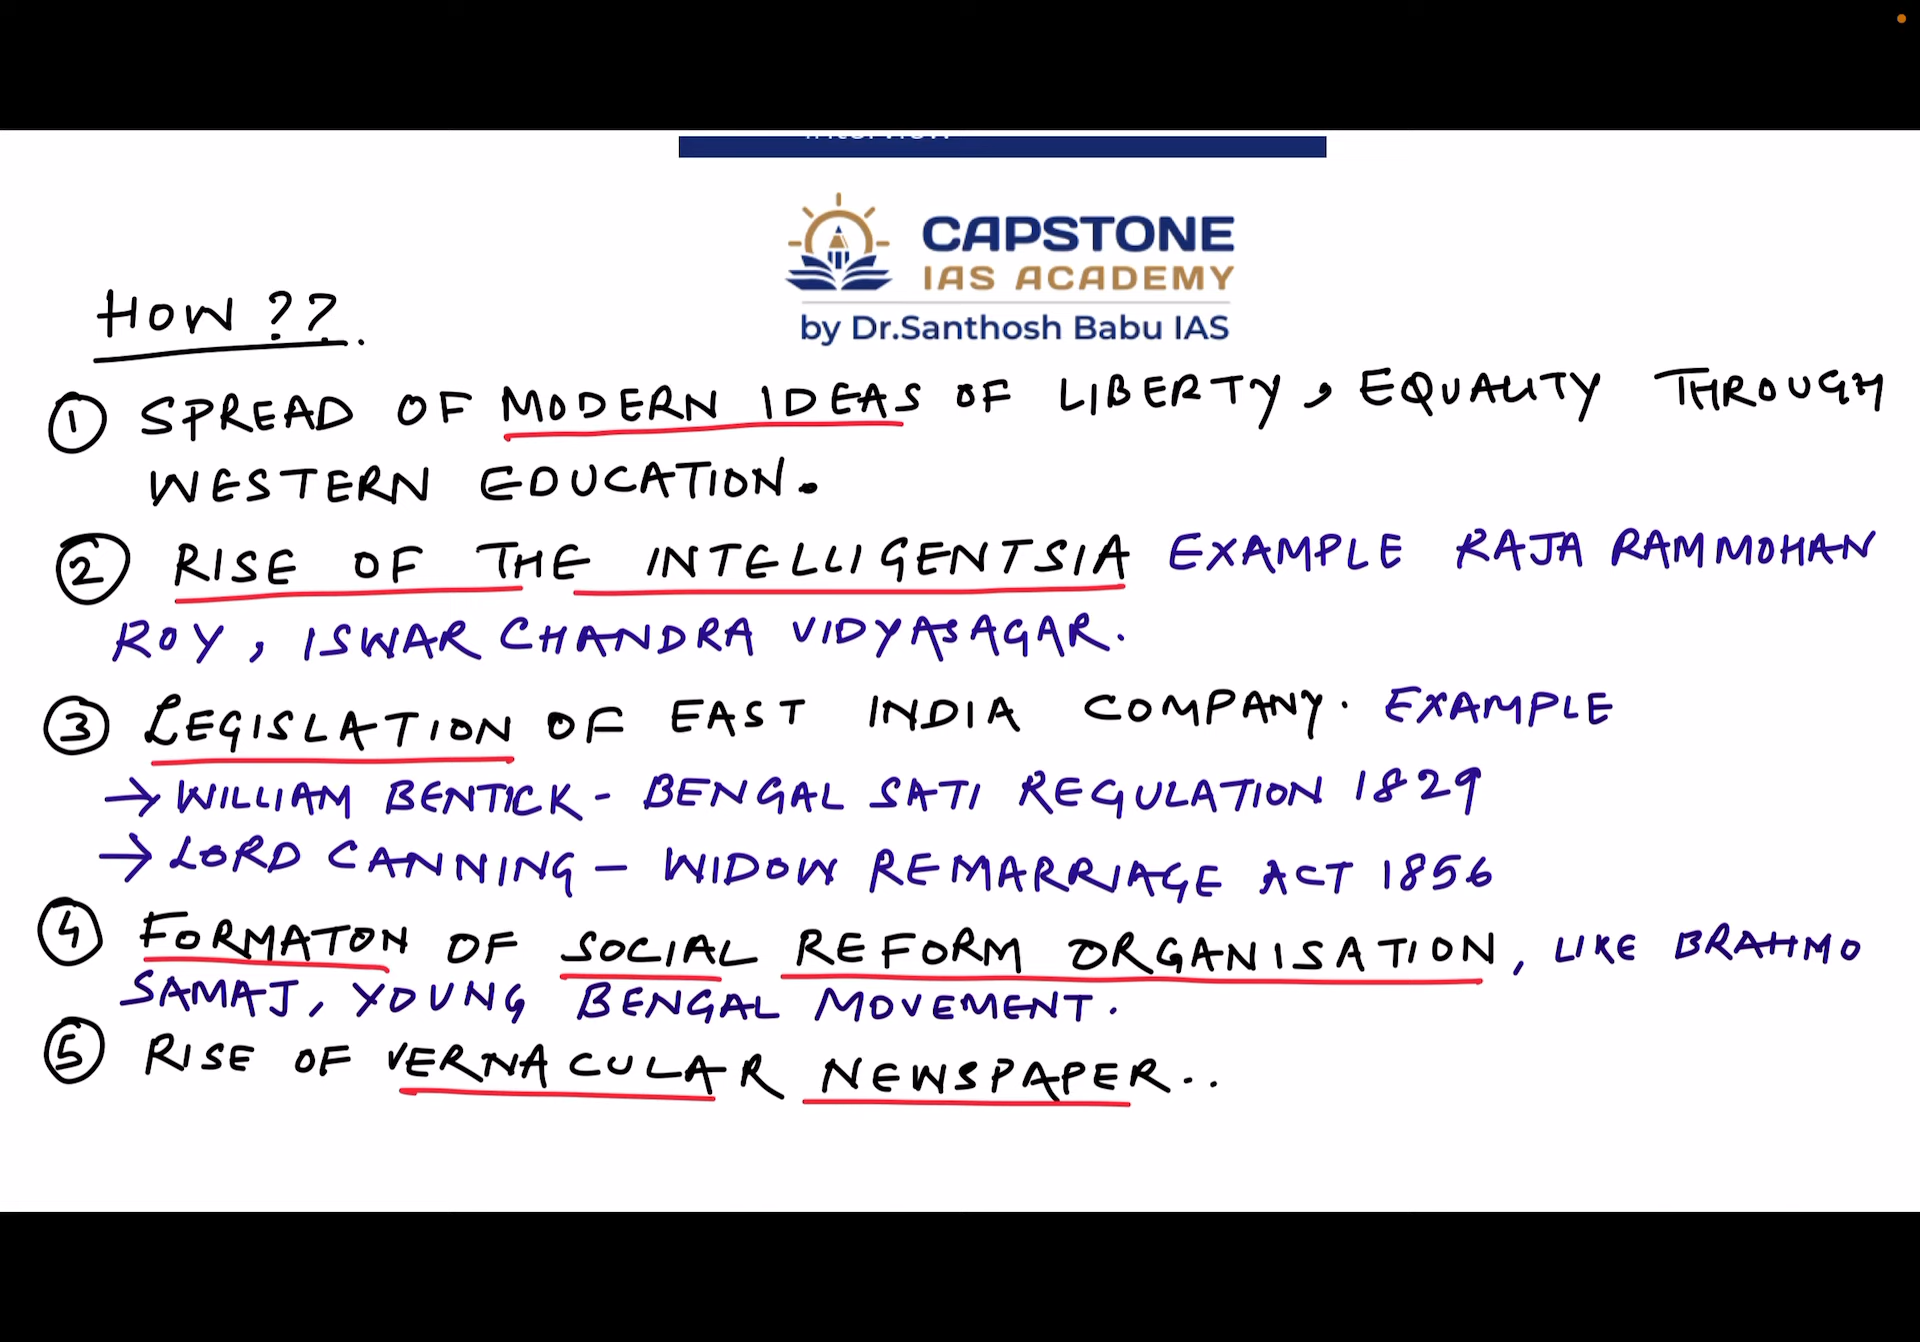 CAPSTONE
IAS ACADEMY
by Dr.Santhosh Babu IAS
HOW ??.
① SPREAD OF MODERN IDEAS OF LIBERTY, EQUALITY THROUGH
WESTERN EDUCATION.
② RISE OF THE INTELLIGENTSIA EXAMPLE RAJA RAMMOHAN
ROY, ISWAR CHANDRA VIDYASAGAR.
③ LEGISLATION OF EAST INDIA COMPANY. EXAMPLE
→ WILLIAM BENTICK - BENGAL SATI REGULATION 1829
→ LORD CANNING - WIDOW REMARRIAGE ACT 1856
④ FORMATON OF SOCIAL REFORM ORGANISATION, LIKE BRAHMO
SAMAJ, YOUNG BENGAL MOVEMENT.
⑤ RISE OF VERNACULAR NEWSPAPER..